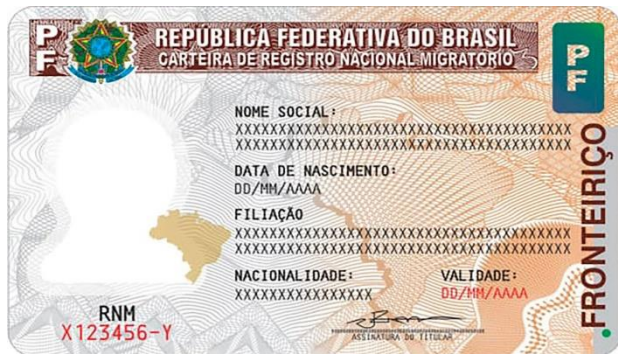 PF
REPÚBLICA FEDERATIVA DO BRASIL
CARTEIRA DE REGISTRO NACIONAL MIGRATÓRIO
PF
NOME SOCIAL:
XXXXXXXXXXXXXXXXXXXXXXXXXXXXXXXXXXXXXX
XXXXXXXXXXXXXXXXXXXXXXXXXXXXXXXXXXXXXX
DATA DE NASCIMENTO:
DD/MM/AAAA
FILIAÇÃO
XXXXXXXXXXXXXXXXXXXXXXXXXXXXXXXXXXXXXX
XXXXXXXXXXXXXXXXXXXXXXXXXXXXXXXXXXXXXX
NACIONALIDADE: VALIDADE:
XXXXXXXXXXXXXXXX DD/MM/AAAA
RNM
X123456-Y
ASSINATURA DO TITULAR
FRONTEIRIÇO